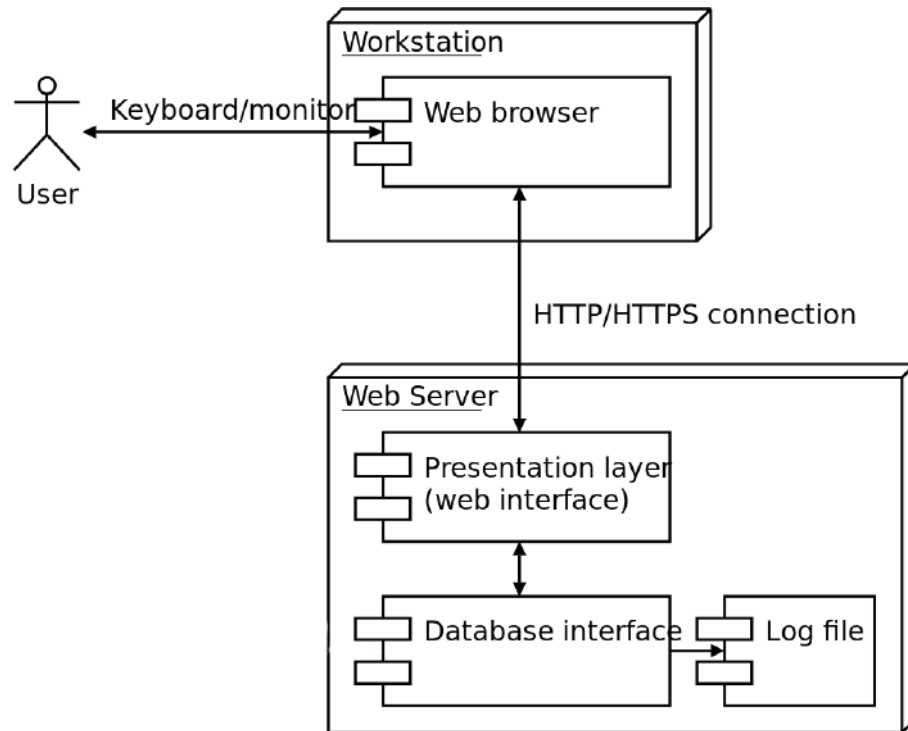 Workstation
Keyboard/monitor
Web browser
User
HTTP/HTTPS connection
Web Server
Presentation layer
(web interface)
Database interface
Log file